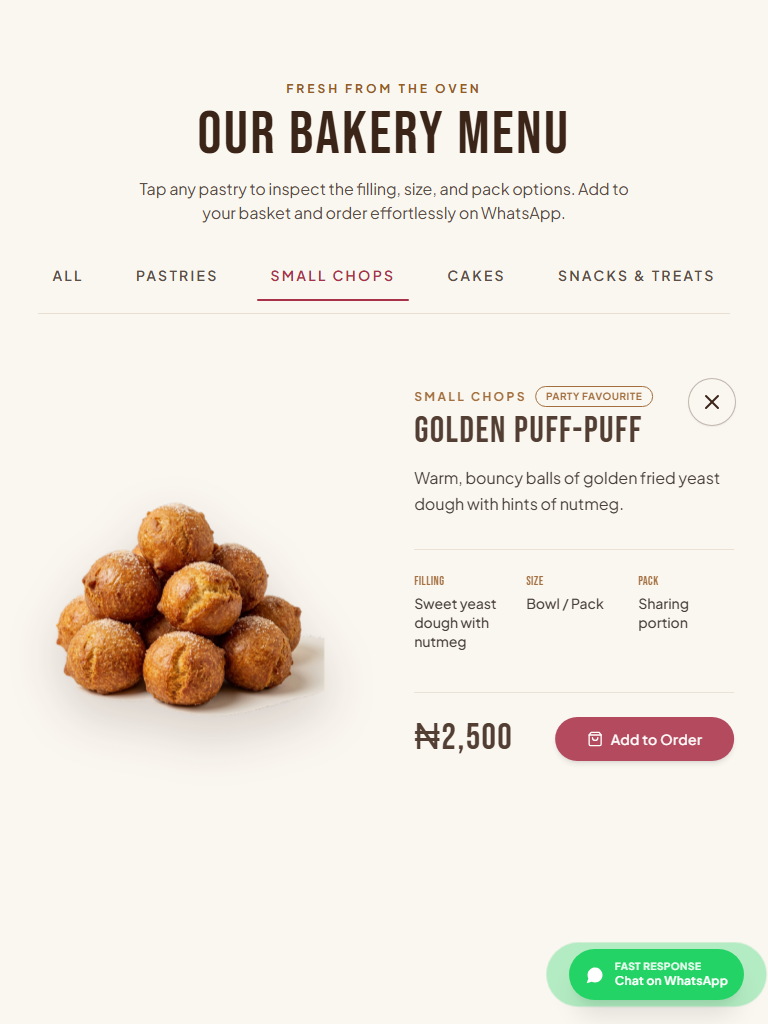 FRESH FROM THE OVEN
OUR BAKERY MENU
Tap any pastry to inspect the filling, size, and pack options. Add to
your basket and order effortlessly on WhatsApp.
ALL PASTRIES SMALL CHOPS CAKES SNACKS & TREATS
SMALL CHOPS PARTY FAVOURITE
GOLDEN PUFF-PUFF
Warm, bouncy balls of golden fried yeast
dough with hints of nutmeg.
FILLING SIZE PACK
Sweet yeast Bowl / Pack Sharing
dough with portion
nutmeg
₦2,500 Add to Order
FAST RESPONSE
Chat on WhatsApp